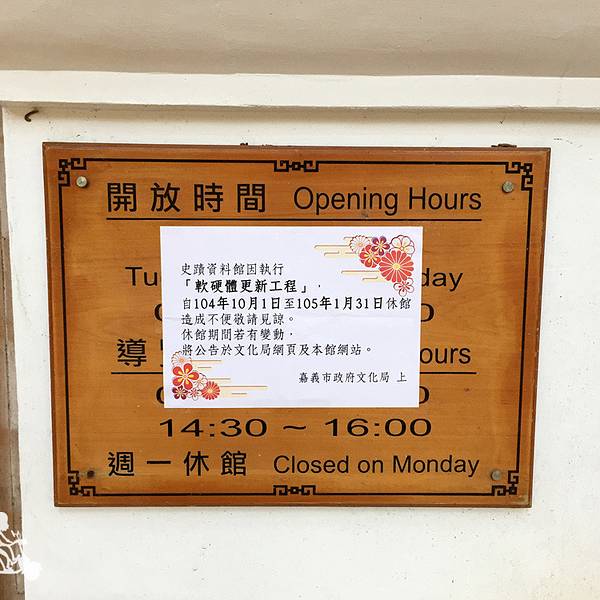 開放時間 Opening Hours
史蹟資料館因執行
「軟硬體更新工程」，
自104年10月1日至105年1月31日休館
造成不便敬請見諒。
休館期間若有變動，
將公告於文化局網頁及本館網站。
嘉義市政府文化局 上
14:30 ~ 16:00
週一休館 Closed on Monday